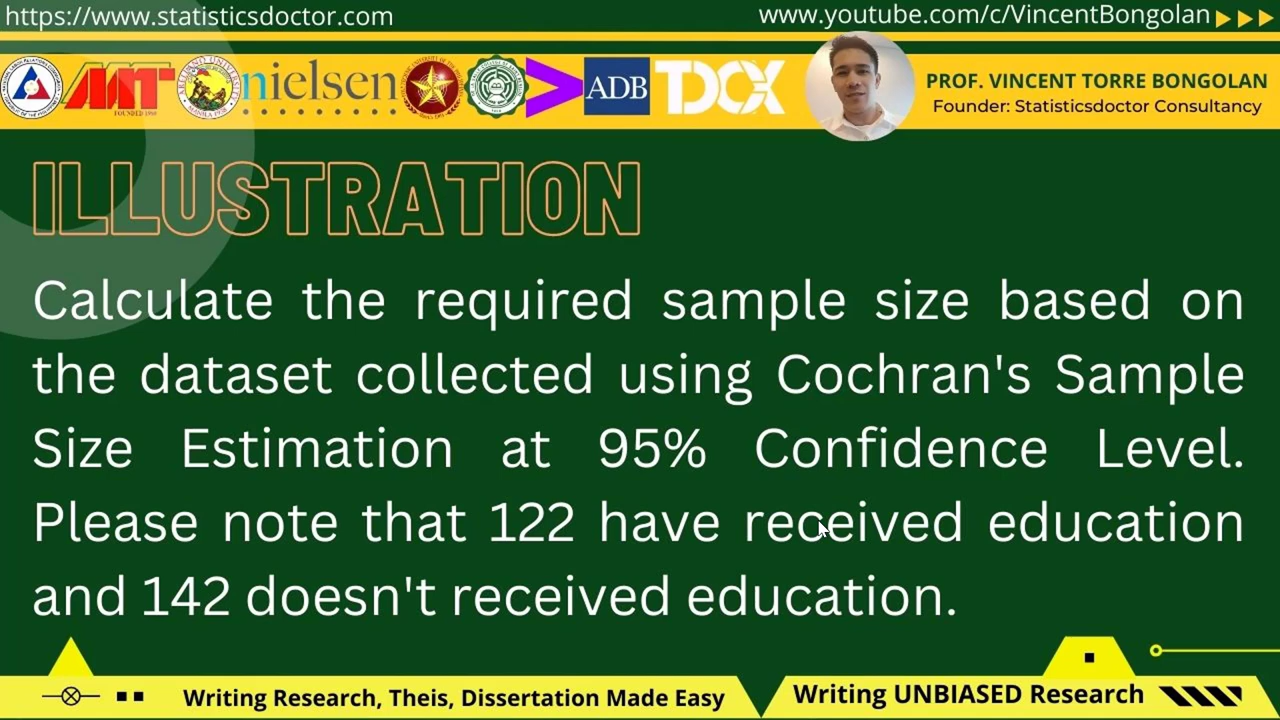 https://www.statisticsdoctor.com
www.youtube.com/c/VincentBongolan
nielsen
ADB
TDCX
PROF. VINCENT TORRE BONGOLAN
Founder: Statisticsdoctor Consultancy
ILLUSTRATION
Calculate the required sample size based on
the dataset collected using Cochran's Sample
Size Estimation at 95% Confidence Level.
Please note that 122 have received education
and 142 doesn't received education.
Writing Research, Theis, Dissertation Made Easy
Writing UNBIASED Research